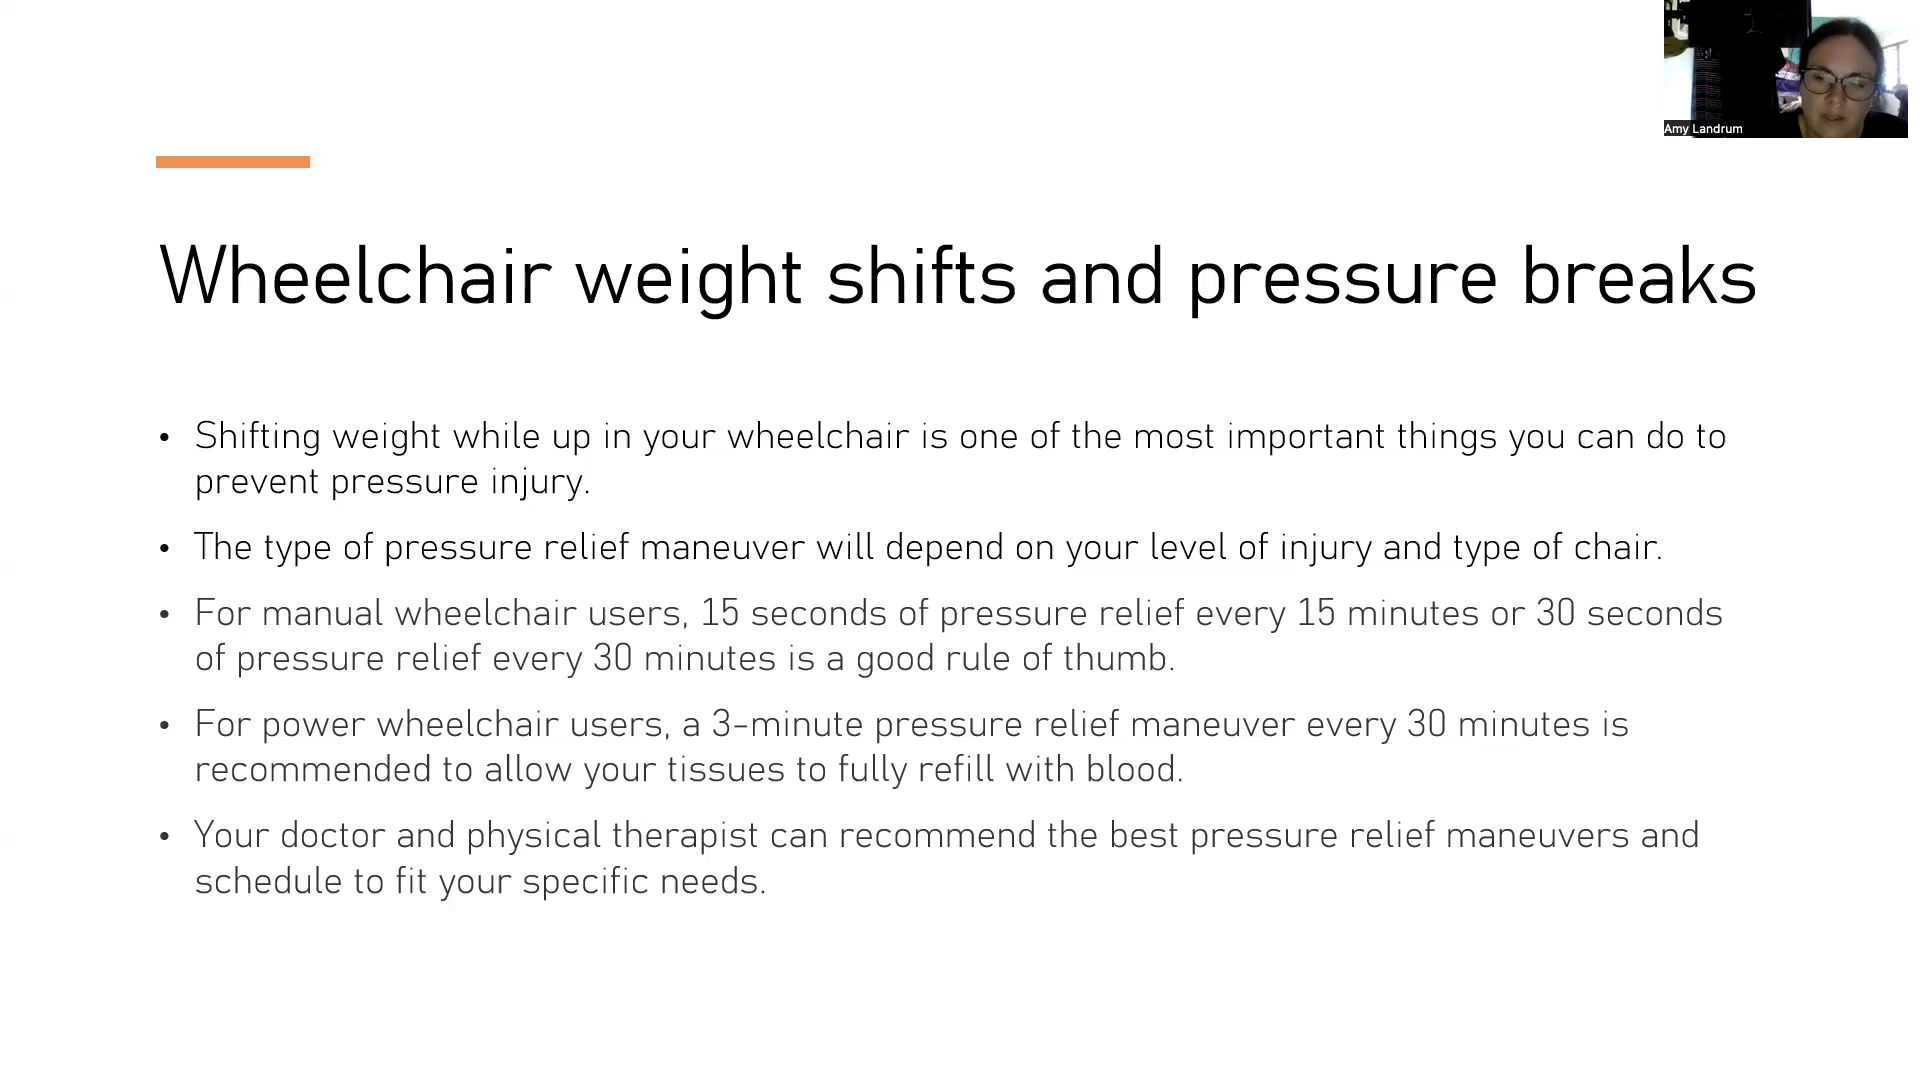 Amy Landrum
Wheelchair weight shifts and pressure breaks
• Shifting weight while up in your wheelchair is one of the most important things you can do to
prevent pressure injury.
• The type of pressure relief maneuver will depend on your level of injury and type of chair.
• For manual wheelchair users, 15 seconds of pressure relief every 15 minutes or 30 seconds
of pressure relief every 30 minutes is a good rule of thumb.
• For power wheelchair users, a 3-minute pressure relief maneuver every 30 minutes is
recommended to allow your tissues to fully refill with blood.
• Your doctor and physical therapist can recommend the best pressure relief maneuvers and
schedule to fit your specific needs.